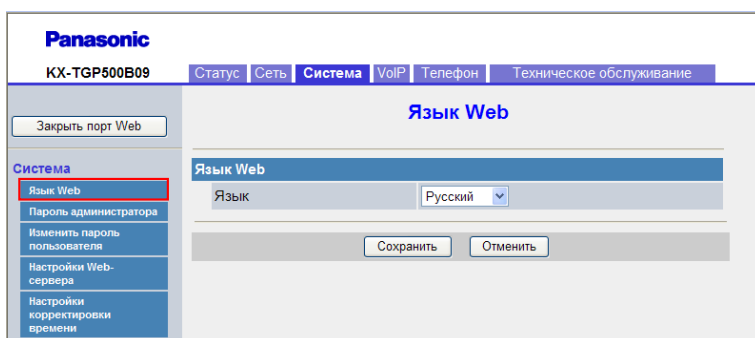 Panasonic
KX-TGP500B09
Статус Сеть Система VoIP Телефон Техническое обслуживание
Закрыть порт Web
Система
Язык Web
Пароль администратора
Изменить пароль
пользователя
Настройки Web-
сервера
Настройки
корректировки
времени
Язык Web
Язык Web
Язык Русский
Сохранить Отменить